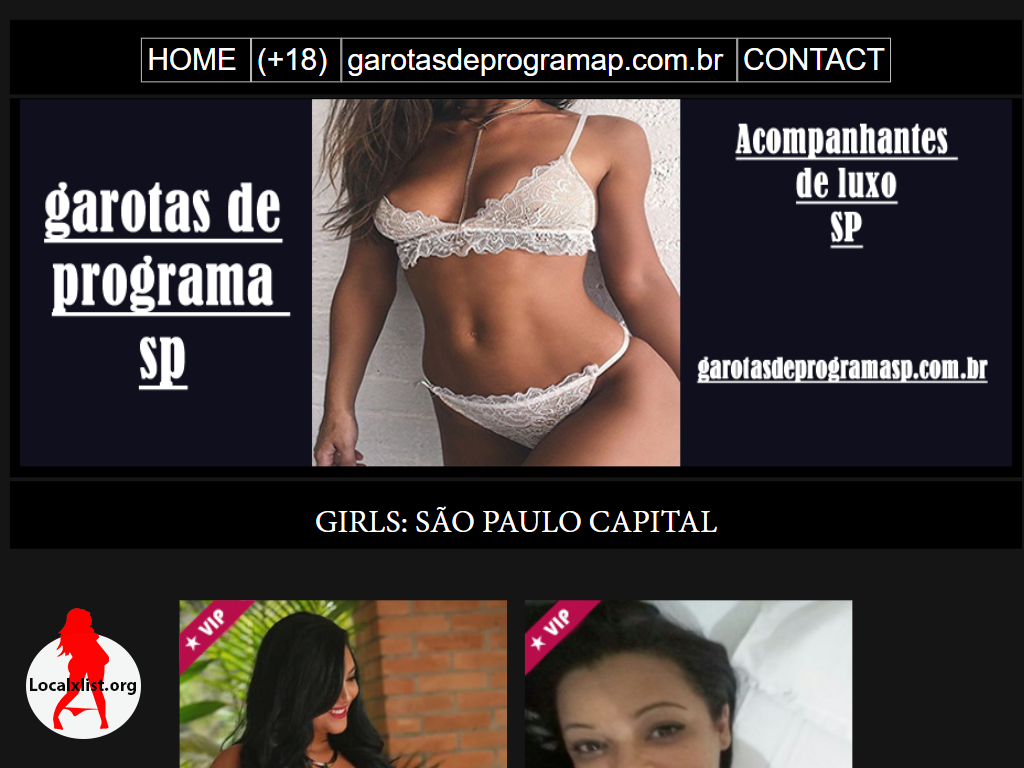 HOME
(+18)
garotasdeprogramap.com.br
CONTACT
garotas de
programa
sp
Acompanhantes
de luxo
SP
garotasdeprogramasp.com.br
GIRLS: SÃO PAULO CAPITAL
★ VIP
★ VIP
Localxlist.org